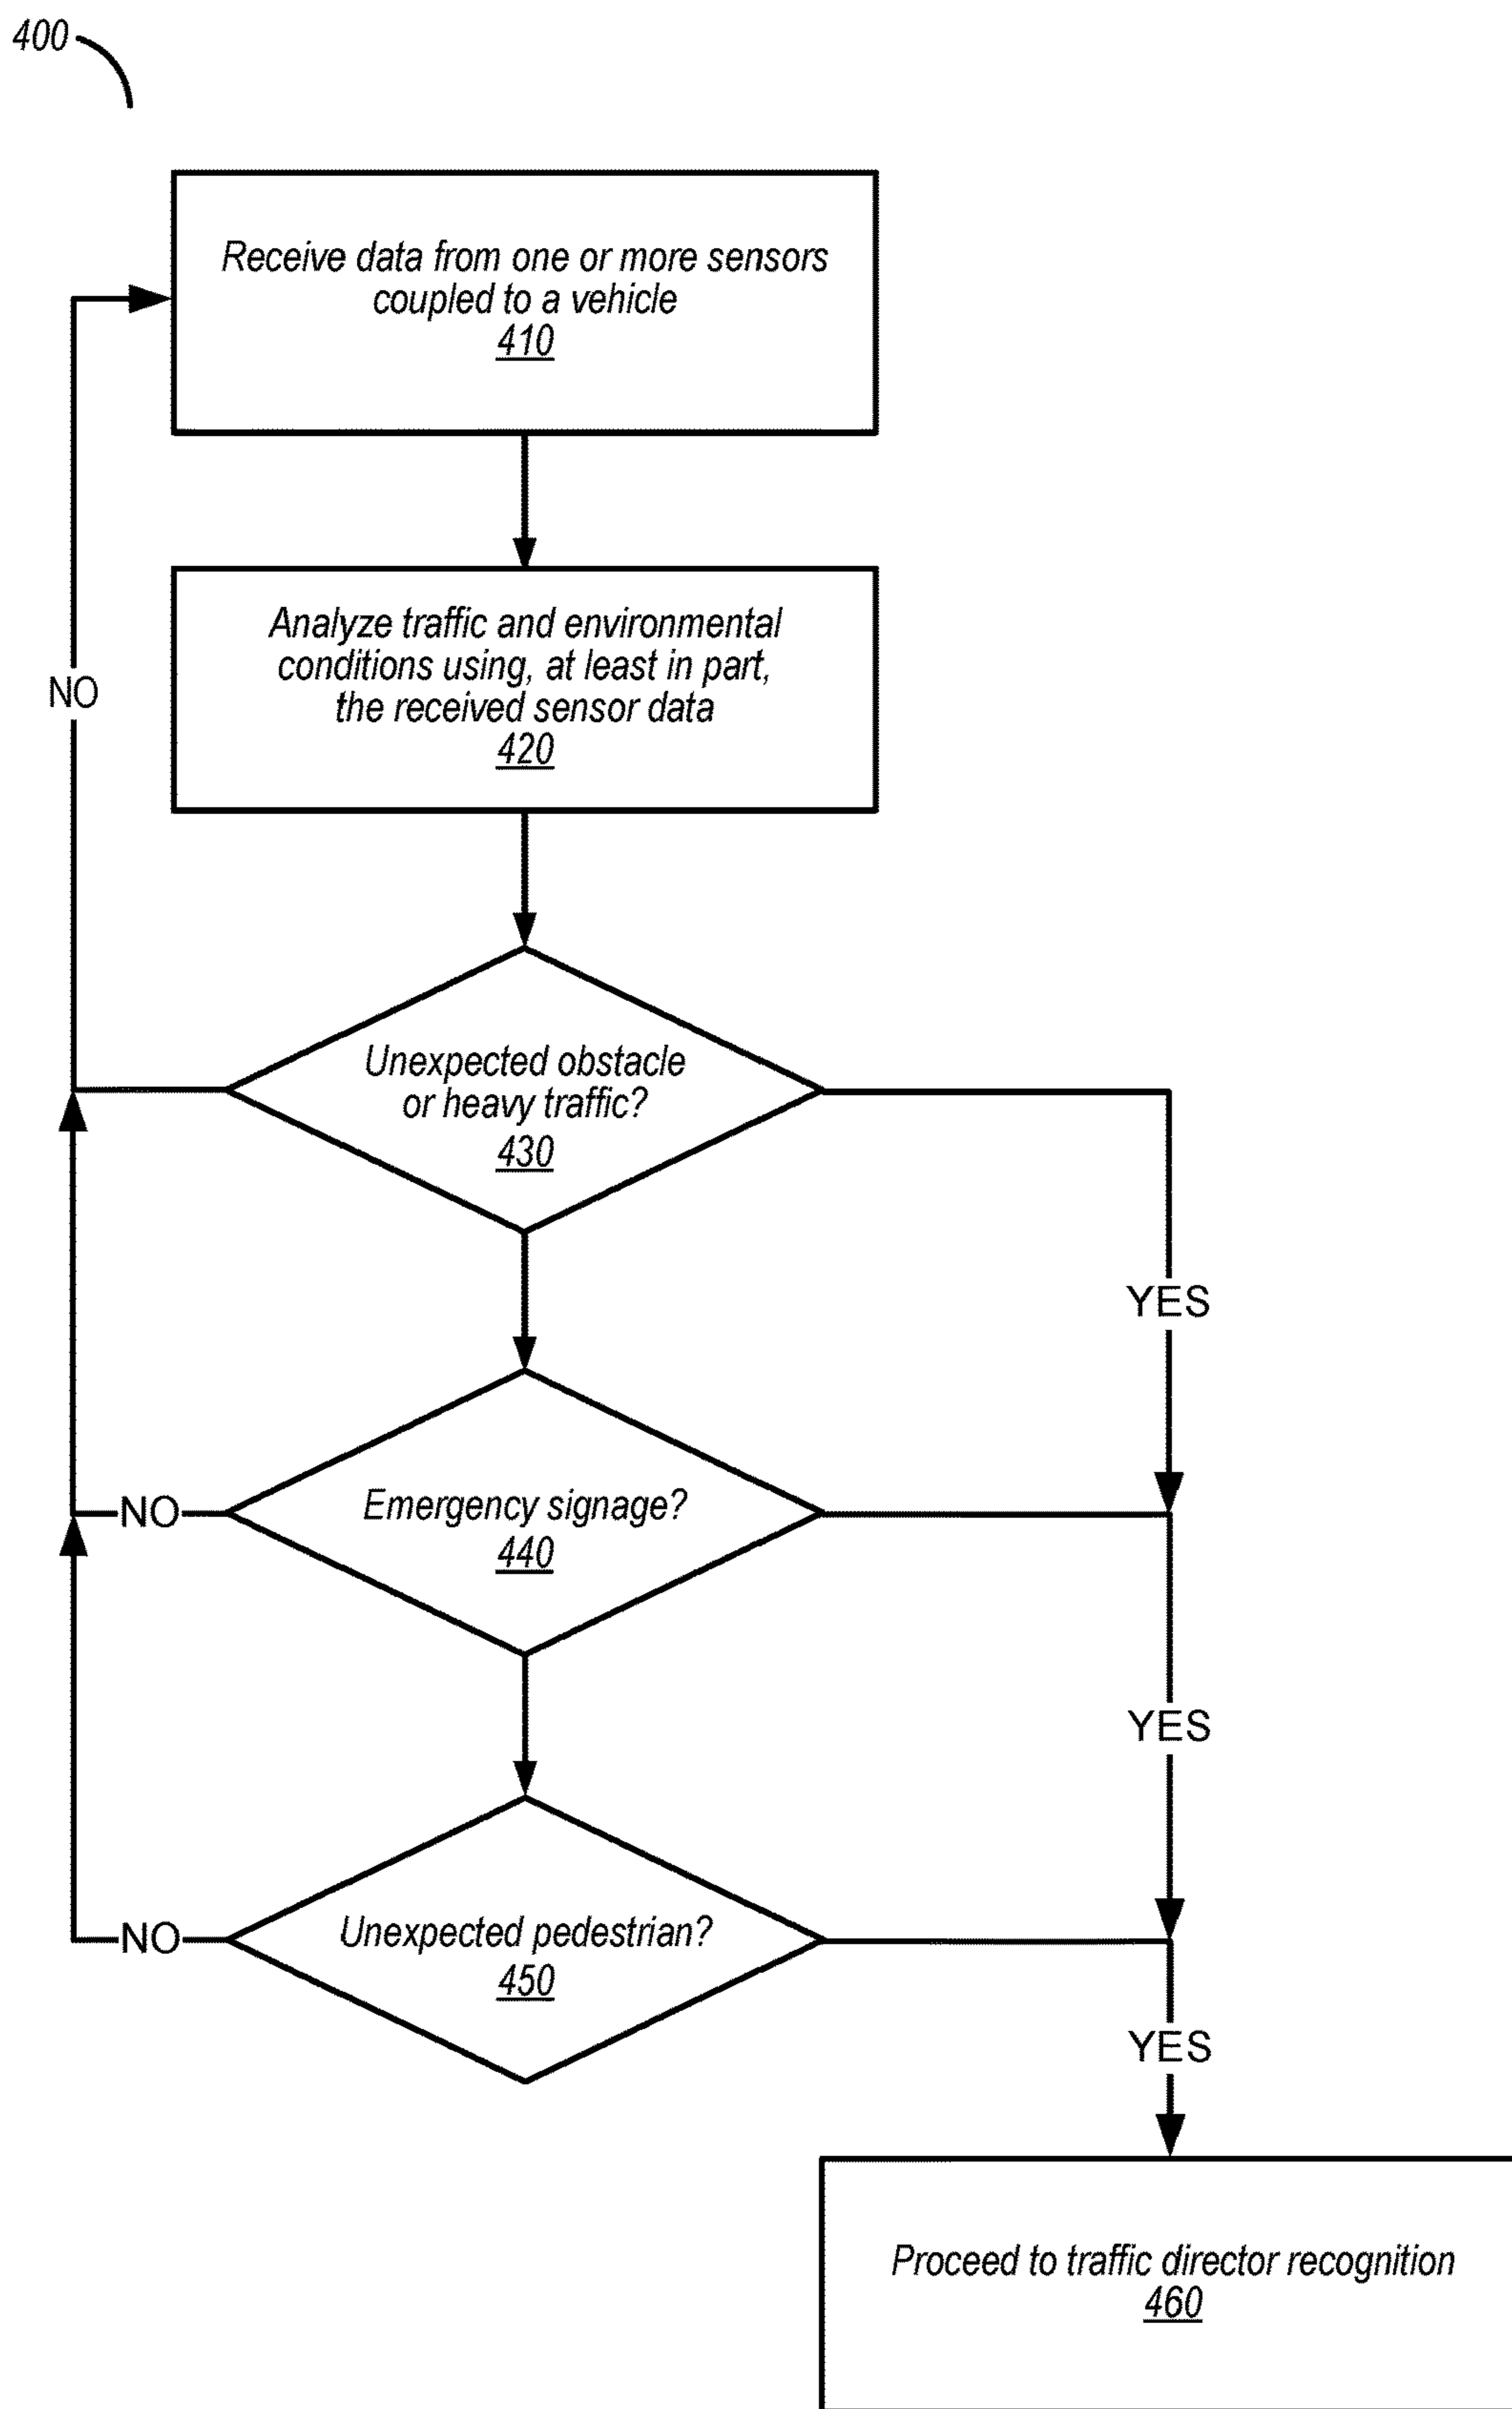 400
Receive data from one or more sensors
coupled to a vehicle
410
Analyze traffic and environmental
conditions using, at least in part,
the received sensor data
420
NO
Unexpected obstacle
or heavy traffic?
430
YES
NO
Emergency signage?
440
YES
NO
Unexpected pedestrian?
450
YES
Proceed to traffic director recognition
460